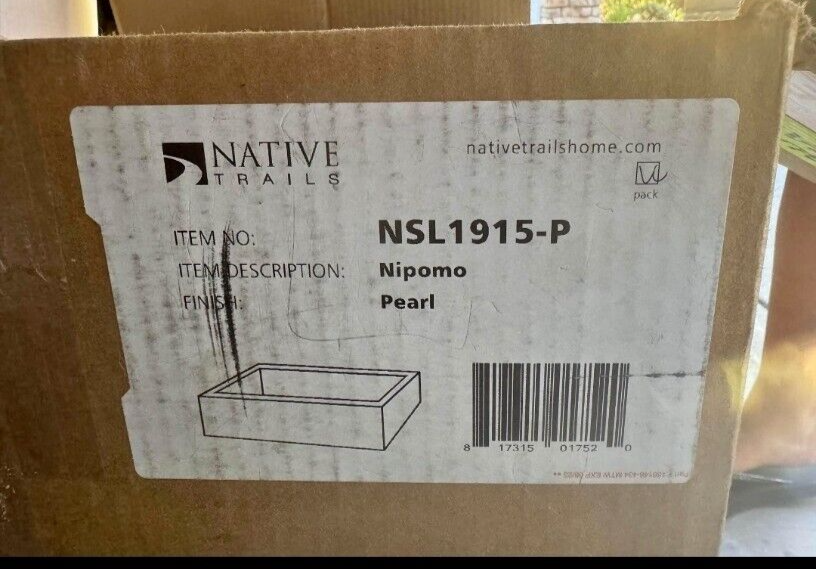 NATIVE
TRAILS
nativetrailshome.com
pack
ITEM NO: NSL1915-P
ITEM DESCRIPTION: Nipomo
FINISH: Pearl
8 17315 01752 0